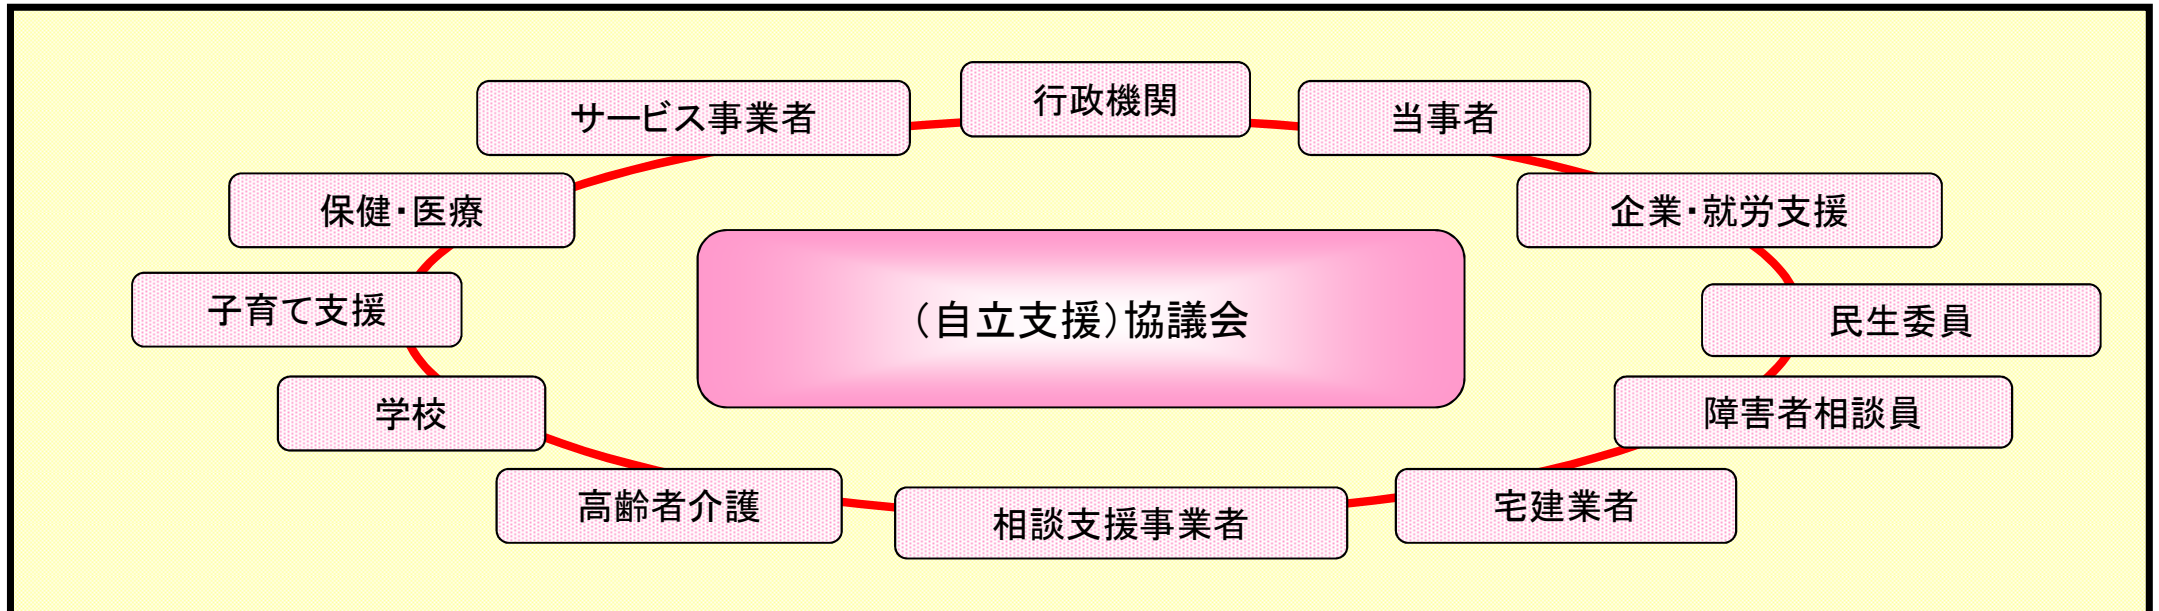 行政機関
サービス事業者
当事者
保健・医療
企業・就労支援
子育て支援
（自立支援）協議会
民生委員
学校
障害者相談員
高齢者介護
相談支援事業者
宅建業者